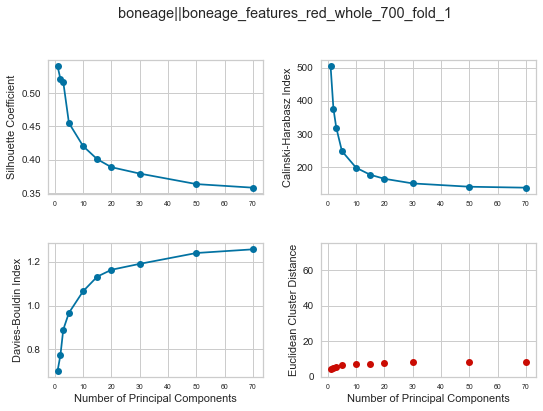 boneage||boneage_features_red_whole_700_fold_1
Silhouette Coefficient
0.50
0.45
0.40
0.35
0 10 20 30 40 50 60 70
Calinski-Harabasz Index
500
400
300
200
0 10 20 30 40 50 60 70
Davies-Bouldin Index
1.2
1.0
0.8
0 10 20 30 40 50 60 70
Number of Principal Components
Euclidean Cluster Distance
60
40
20
0
0 10 20 30 40 50 60 70
Number of Principal Components